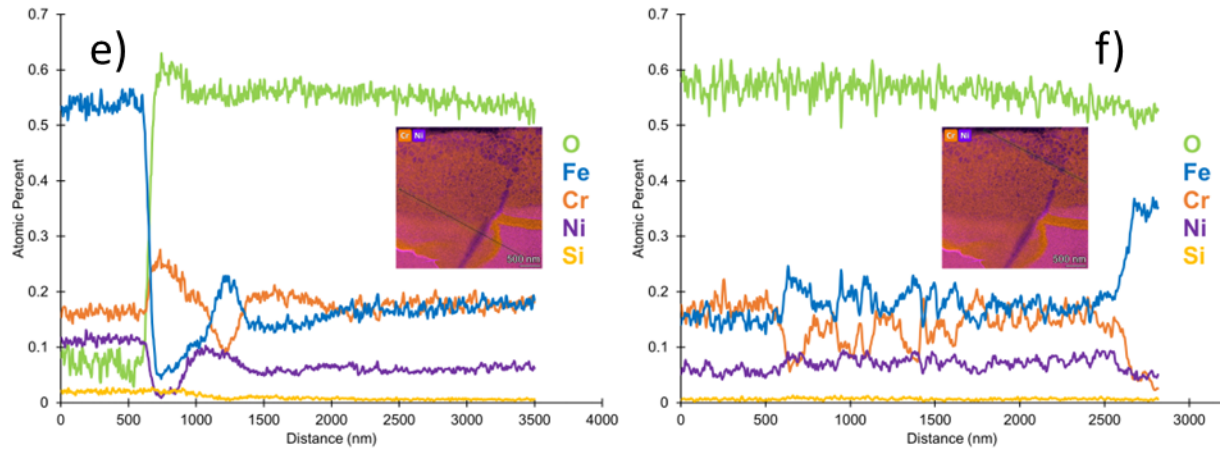 e)
0.7
0.6
0.5
0.4
0.3
0.2
0.1
0
Atomic Percent
0
500
1000
1500
2000
2500
3000
3500
4000
Distance (nm)
Cr Ni
500 nm
O
Fe
Cr
Ni
Si
f)
0.7
0.6
0.5
0.4
0.3
0.2
0.1
0
Atomic Percent
0
500
1000
1500
2000
2500
3000
Distance (nm)
Cr Ni
500 nm
O
Fe
Cr
Ni
Si